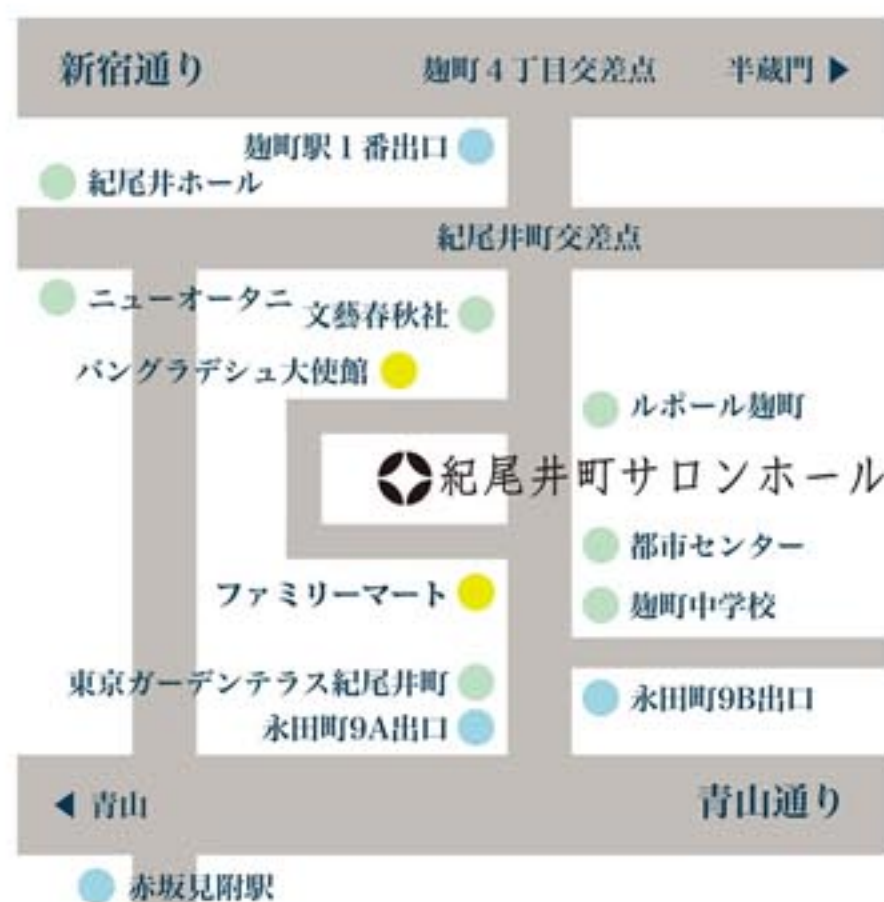 新宿通り
麹町4丁目交差点
半蔵門 ▶
麹町駅1番出口
紀尾井ホール
紀尾井町交差点
ニューオータニ
文藝春秋社
バングラデシュ大使館
ルポール麹町
紀尾井町サロンホール
都市センター
ファミリーマート
麹町中学校
東京ガーデンテラス紀尾井町
永田町9B出口
永田町9A出口
◀ 青山
青山通り
赤坂見附駅